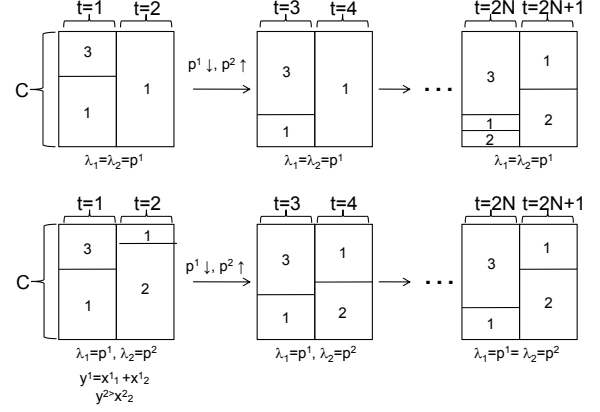 t=1 t=2 t=3 t=4 t=2N t=2N+1
C 3 1 1 p¹ ↓, p² ↑ 3 1 1 ... 3 1 2 1 2
λ₁=λ₂=p¹ λ₁=λ₂=p¹ λ₁=λ₂=p¹
t=1 t=2 t=3 t=4 t=2N t=2N+1
C 3 1 1 2 p¹ ↓, p² ↑ 3 1 1 2 ... 3 1 1 2
λ₁=p¹, λ₂=p² λ₁=p¹, λ₂=p² λ₁=p¹= λ₂=p²
y¹=x¹₁ +x¹₂
y²>x²₂